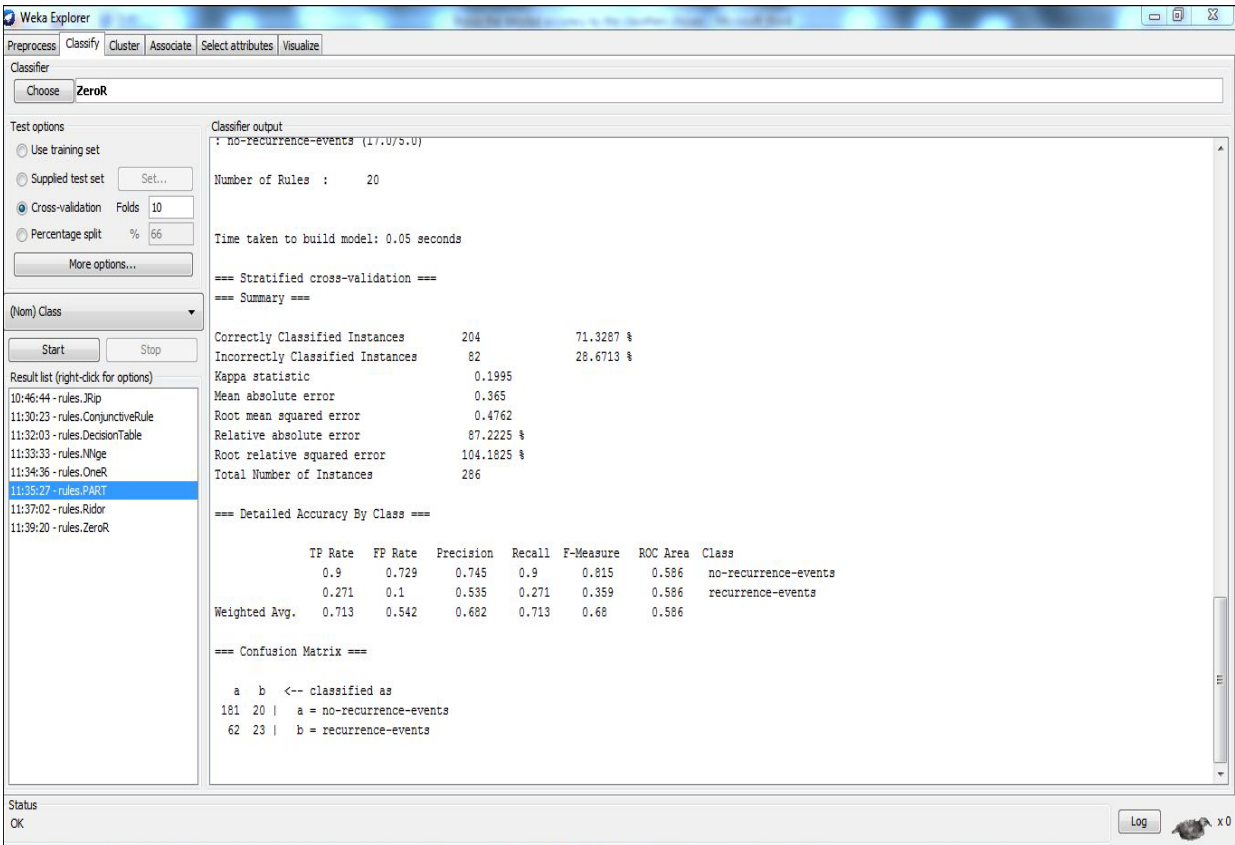 Weka Explorer
Preprocess Classify Cluster Associate Select attributes Visualize
Classifier
Choose ZeroR
Test options
Use training set
Supplied test set Set...
Cross-validation Folds 10
Percentage split % 66
More options...
(Nom) Class
Start Stop
Result list (right-click for options)
10:46:44 - rules.JRip
11:30:23 - rules.ConjunctiveRule
11:32:03 - rules.DecisionTable
11:33:33 - rules.NNge
11:34:36 - rules.OneR
11:35:27 - rules.PART
11:37:02 - rules.Ridor
11:39:20 - rules.ZeroR
Classifier output
: no-recurrence-events (17.0/5.0)
Number of Rules : 20
Time taken to build model: 0.05 seconds
=== Stratified cross-validation ===
=== Summary ===
Correctly Classified Instances 204 71.3287 %
Incorrectly Classified Instances 82 28.6713 %
Kappa statistic 0.1995
Mean absolute error 0.365
Root mean squared error 0.4762
Relative absolute error 87.2225 %
Root relative squared error 104.1825 %
Total Number of Instances 286
=== Detailed Accuracy By Class ===
TP Rate FP Rate Precision Recall F-Measure ROC Area Class
0.9 0.729 0.745 0.9 0.815 0.586 no-recurrence-events
0.271 0.1 0.535 0.271 0.359 0.586 recurrence-events
Weighted Avg. 0.713 0.542 0.682 0.713 0.68 0.586
=== Confusion Matrix ===
a b <-- classified as
181 20 | a = no-recurrence-events
62 23 | b = recurrence-events
Status
OK
Log x 0